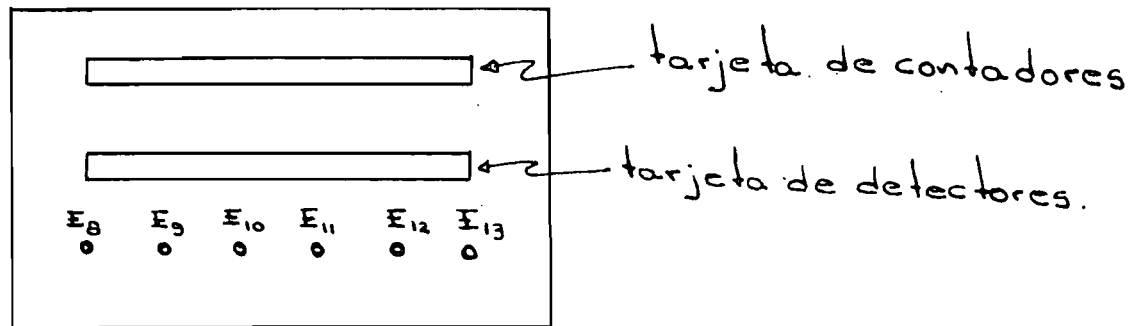 tarjeta de contadores
tarjeta de detectores.
E8 E9 E10 E11 E12 E13